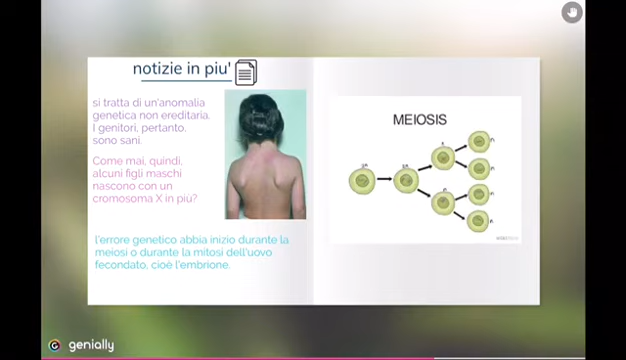 notizie in piu'
si tratta di un'anomalia
genetica non ereditaria.
I genitori, pertanto,
sono sani.
Come mai, quindi,
alcuni figli maschi
nascono con un
cromosoma X in più?
l'errore genetico abbia inizio durante la
meiosi o durante la mitosi dell'uovo
fecondato, cioè l'embrione.
MEIOSIS
genially